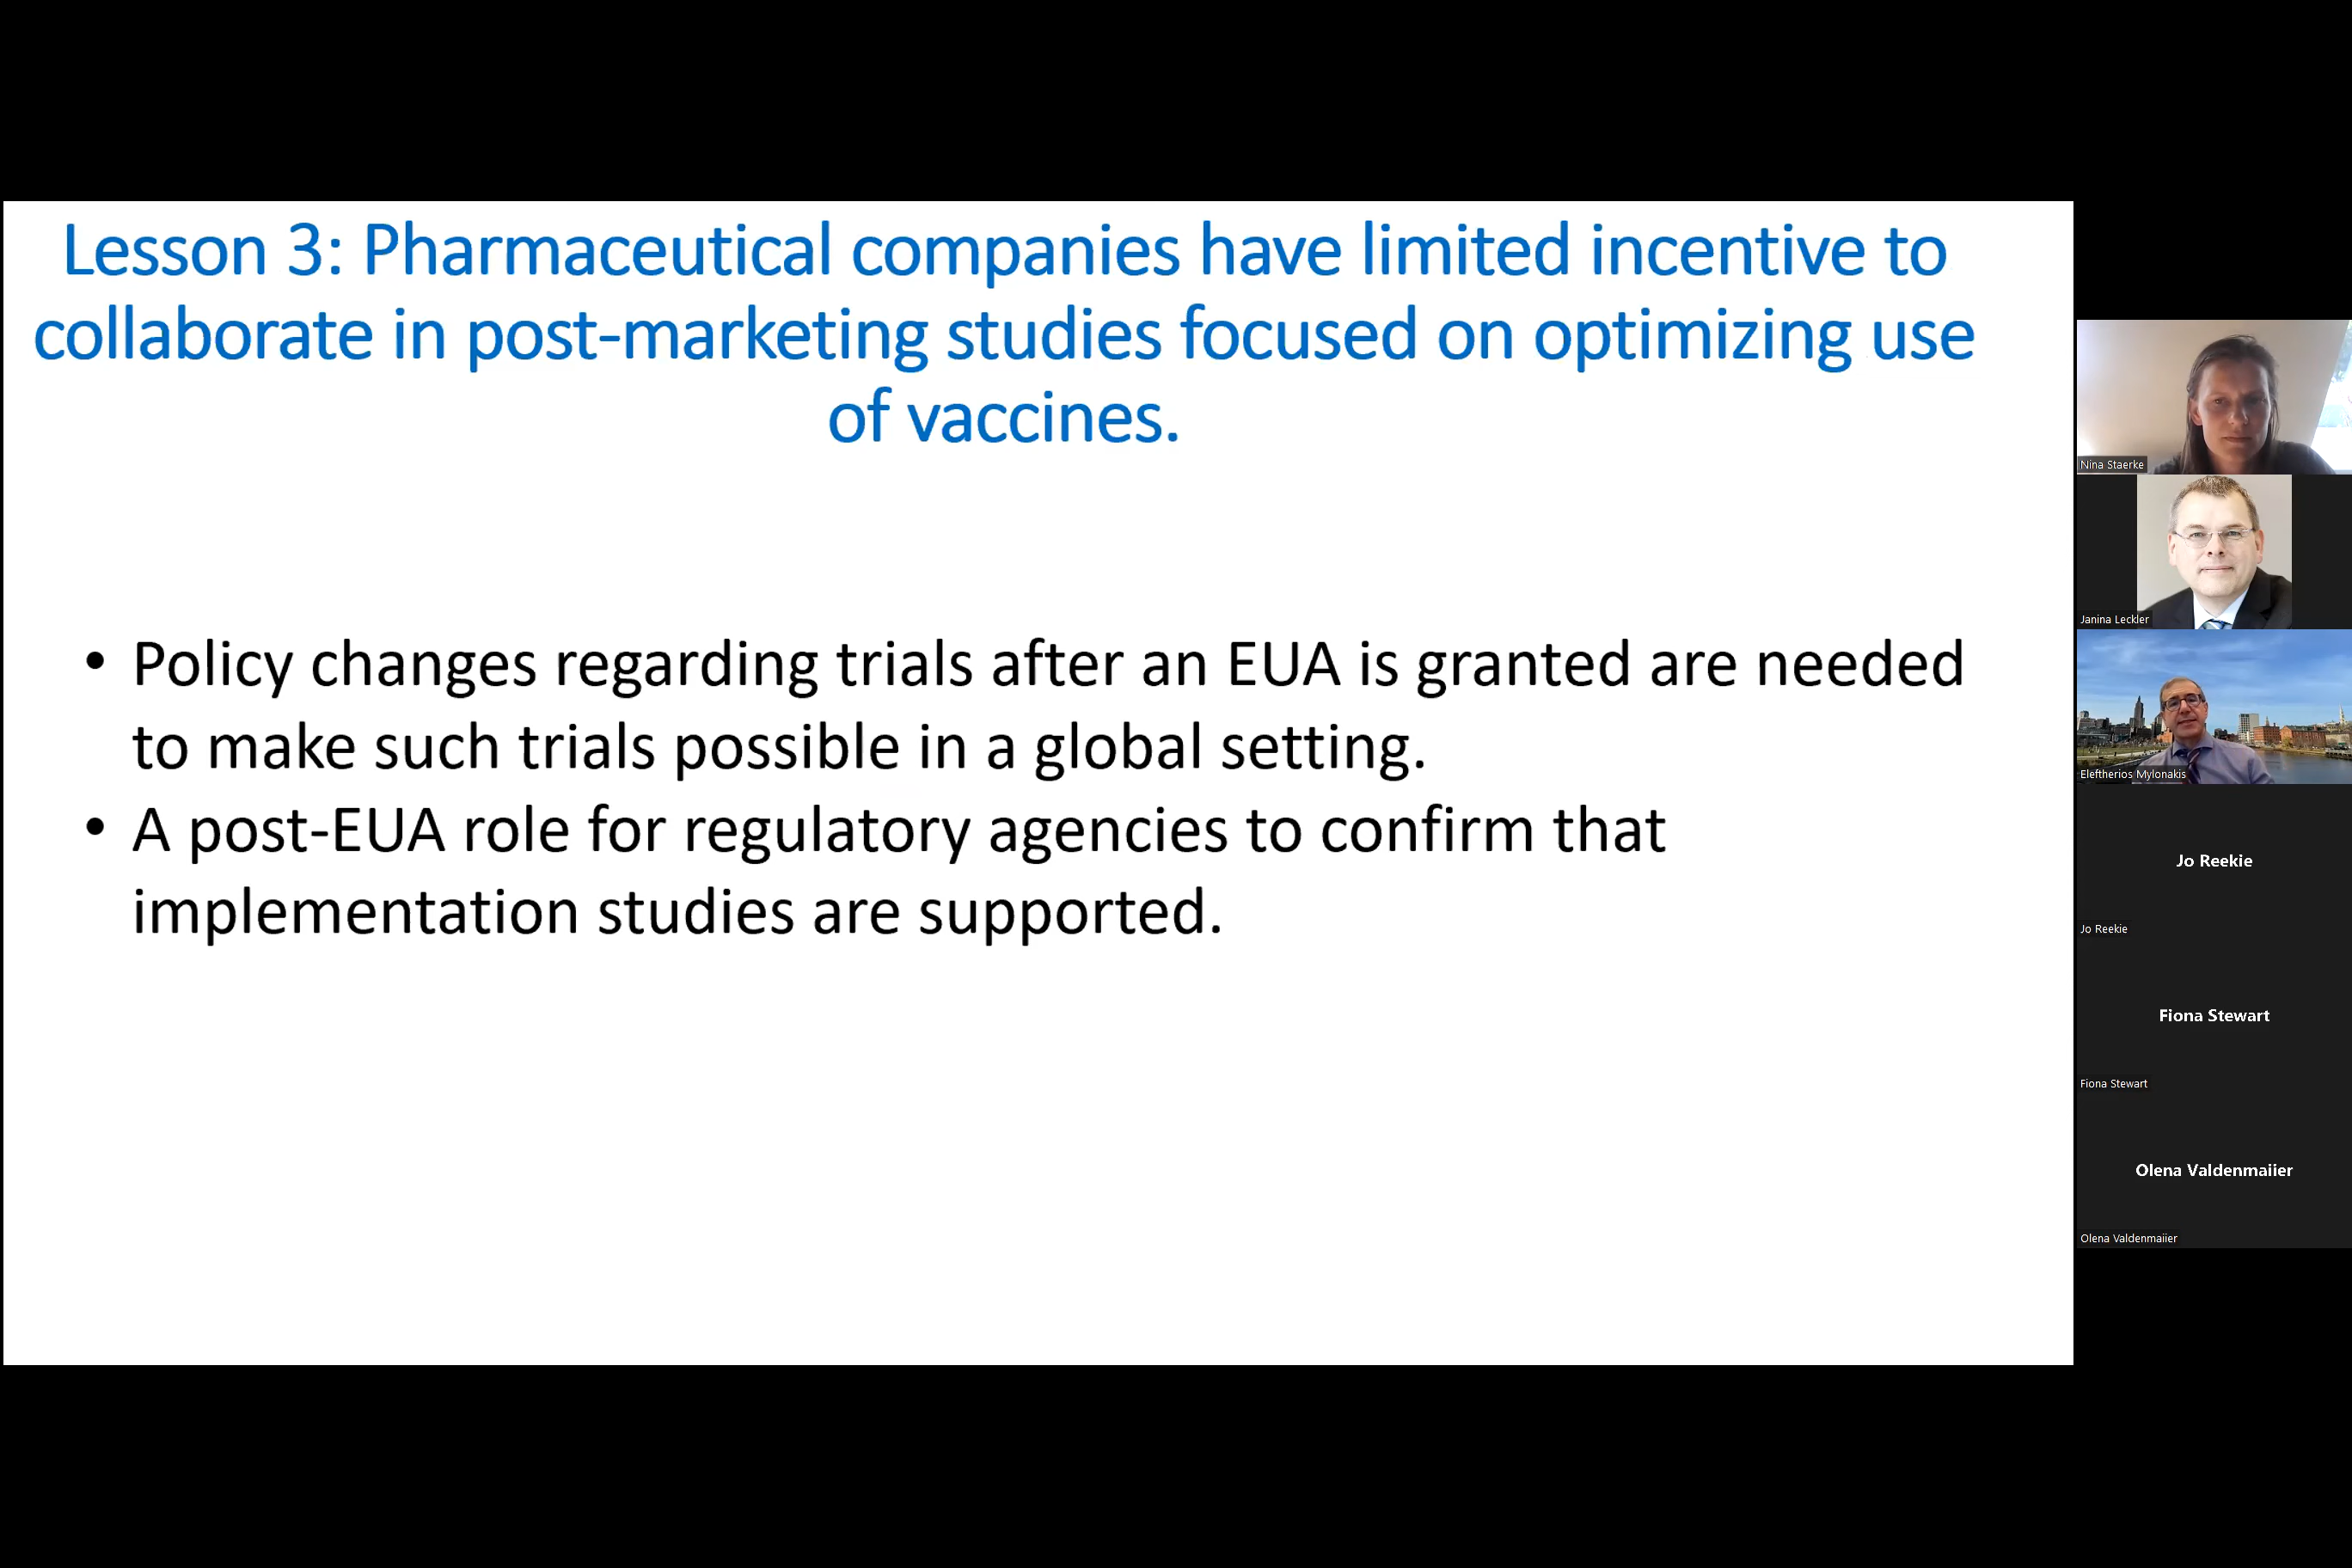 Lesson 3: Pharmaceutical companies have limited incentive to
collaborate in post-marketing studies focused on optimizing use
of vaccines.
• Policy changes regarding trials after an EUA is granted are needed
to make such trials possible in a global setting.
• A post-EUA role for regulatory agencies to confirm that
implementation studies are supported.
Nina Staerke
Janina Leckler
Eleftherios Mylonakis
Jo Reekie
Jo Reekie
Fiona Stewart
Fiona Stewart
Olena Valdenmaiier
Olena Valdenmaiier